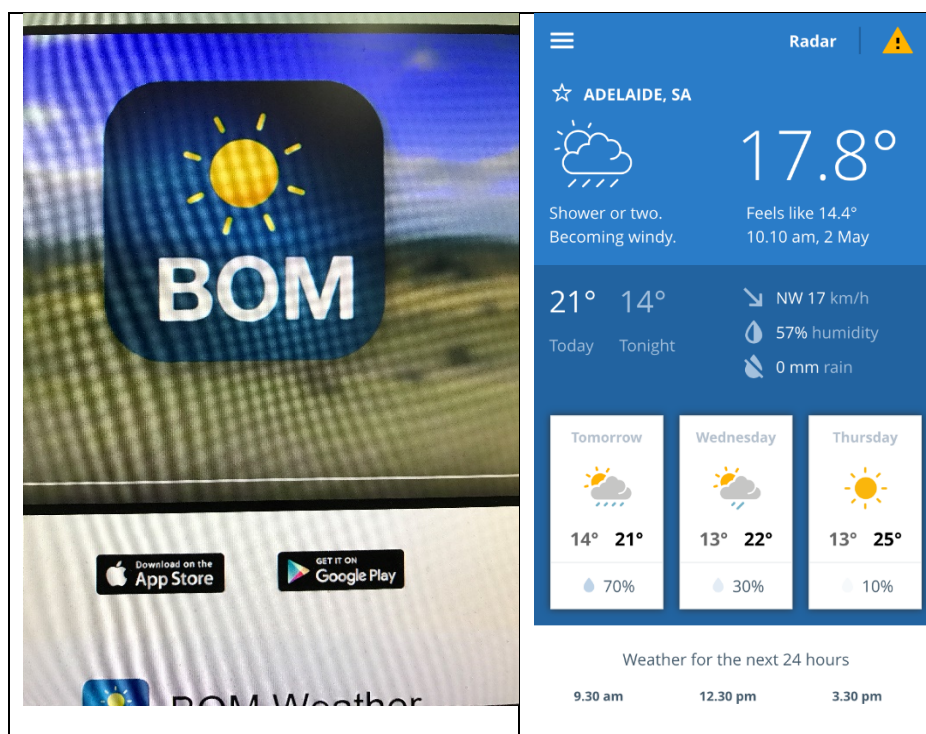 BOM
Download on the
App Store
GET IT ON
Google Play
BOM Weather
Radar
ADELAIDE, SA
17.8°
Shower or two.
Becoming windy.
Feels like 14.4°
10.10 am, 2 May
21° 14°
Today Tonight
NW 17 km/h
57% humidity
0 mm rain
Tomorrow
14° 21°
70%
Wednesday
13° 22°
30%
Thursday
13° 25°
10%
Weather for the next 24 hours
9.30 am 12.30 pm 3.30 pm